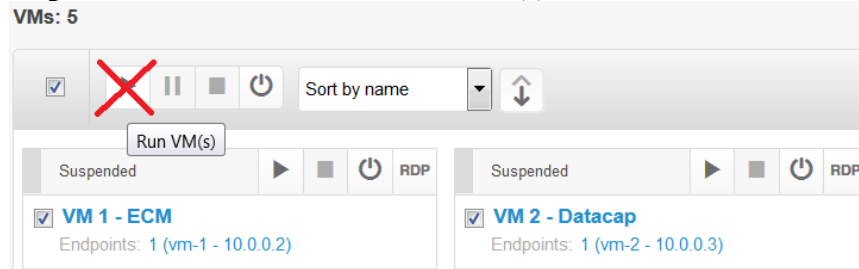 VMs: 5
Sort by name
Run VM(s)
Suspended RDP Suspended RDP
VM 1 - ECM VM 2 - Datacap
Endpoints: 1 (vm-1 - 10.0.0.2) Endpoints: 1 (vm-2 - 10.0.0.3)